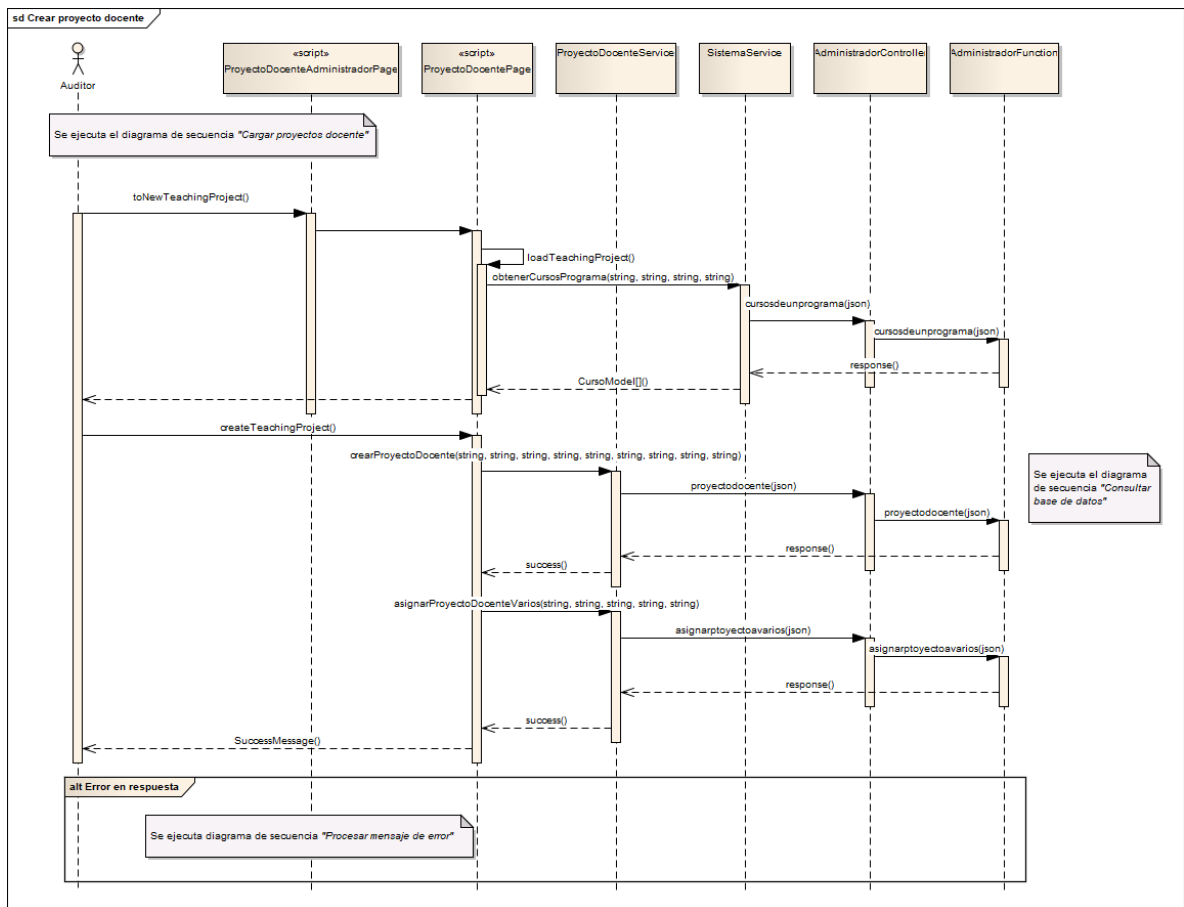 sd Crear proyecto docente
Auditor
«script»
ProyectoDocenteAdministradorPage
«script»
ProyectoDocentePage
ProyectoDocenteService
SistemaService
AdministradorController
AdministradorFunction
Se ejecuta el diagrama de secuencia "Cargar proyectos docente"
toNewTeachingProject()
loadTeachingProject()
obtenerCursosPrograma(string, string, string, string)
cursosdeunprograma(json)
cursosdeunprograma(json)
response()
CursoModel[]()
createTeachingProject()
crearProyectoDocente(string, string, string, string, string, string, string, string, string)
Se ejecuta el diagrama
de secuencia "Consultar
base de datos"
proyectodocente(json)
proyectodocente(json)
response()
success()
asignarProyectoDocenteVarios(string, string, string, string, string)
asignarptoyectoavarios(json)
asignarptoyectoavarios(json)
response()
success()
SuccessMessage()
alt Error en respuesta
Se ejecuta diagrama de secuencia "Procesar mensaje de error"